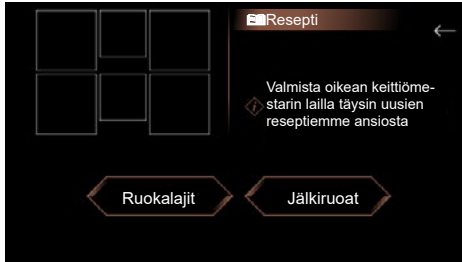 Resepti
Valmista oikean keittiöme-
starin lailla täysin uusien
reseptiemme ansiosta
Ruokalajit
Jälkiruoat